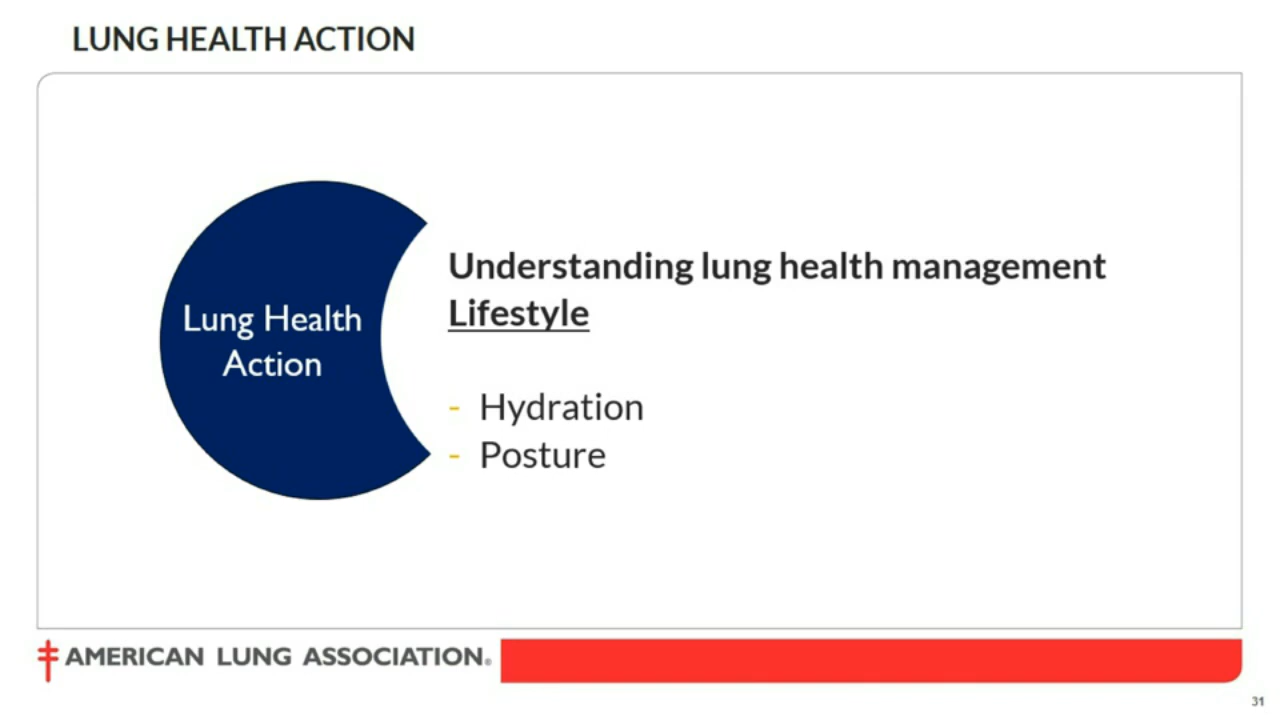 LUNG HEALTH ACTION
Lung Health
Action
Understanding lung health management
Lifestyle
- Hydration
- Posture
AMERICAN LUNG ASSOCIATION®
31